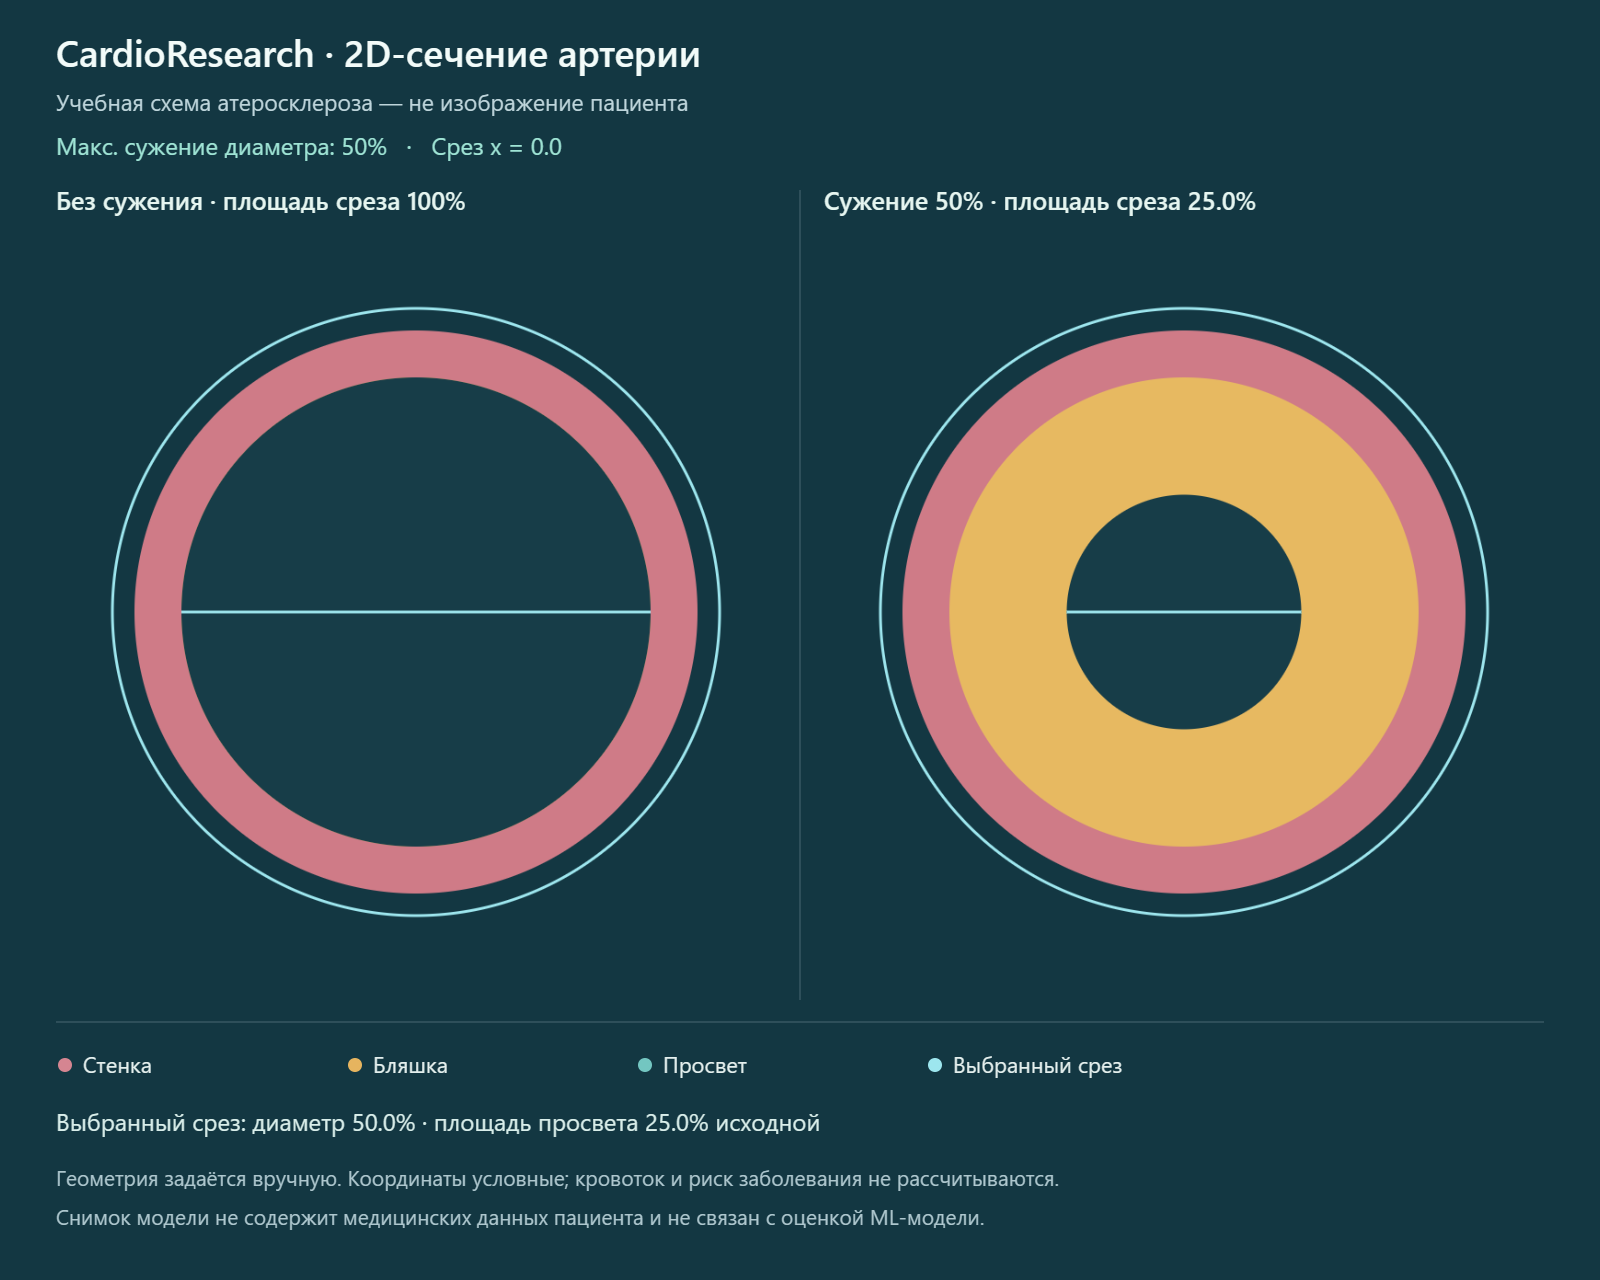 CardioResearch · 2D-сечение артерии
Учебная схема атеросклероза — не изображение пациента
Макс. сужение диаметра: 50% · Срез x = 0.0
Без сужения · площадь среза 100%
Сужение 50% · площадь среза 25.0%
Стенка
Бляшка
Просвет
Выбранный срез
Выбранный срез: диаметр 50.0% · площадь просвета 25.0% исходной
Геометрия задаётся вручную. Координаты условные; кровоток и риск заболевания не рассчитываются.
Снимок модели не содержит медицинских данных пациента и не связан с оценкой ML-модели.